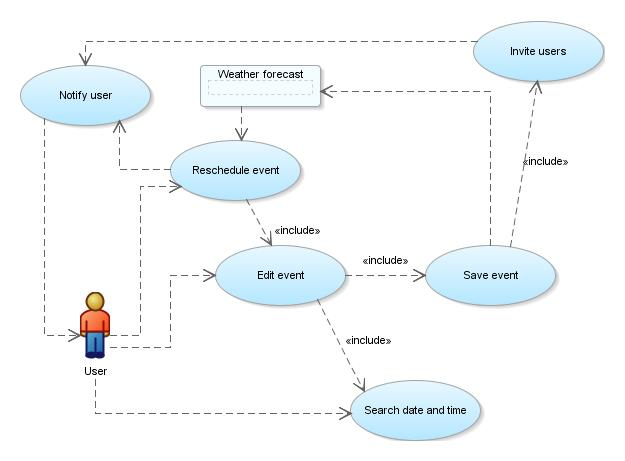 Invite users
Weather forecast
Notify user
«include»
Reschedule event
«include»
«include»
Edit event
Save event
«include»
User
Search date and time